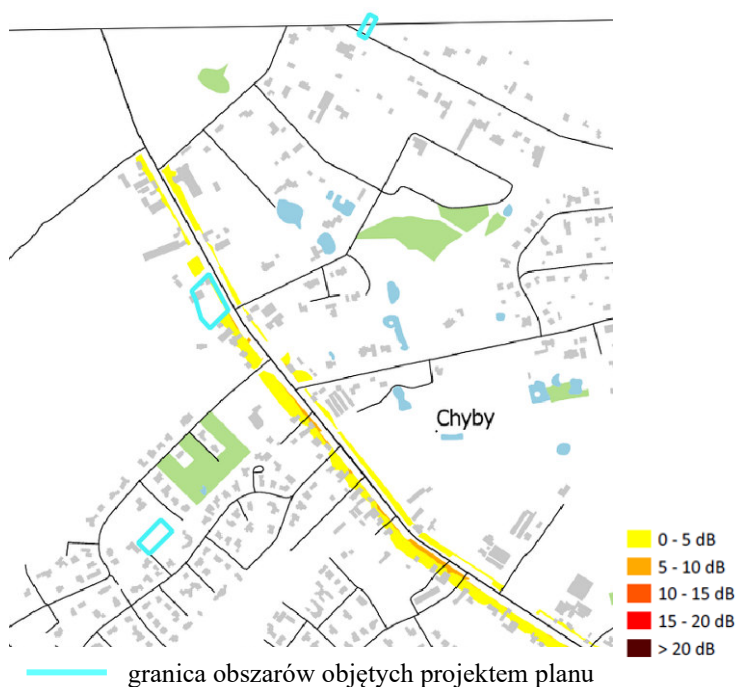 Chyby
0 - 5 dB
5 - 10 dB
10 - 15 dB
15 - 20 dB
> 20 dB
granica obszarów objętych projektem planu